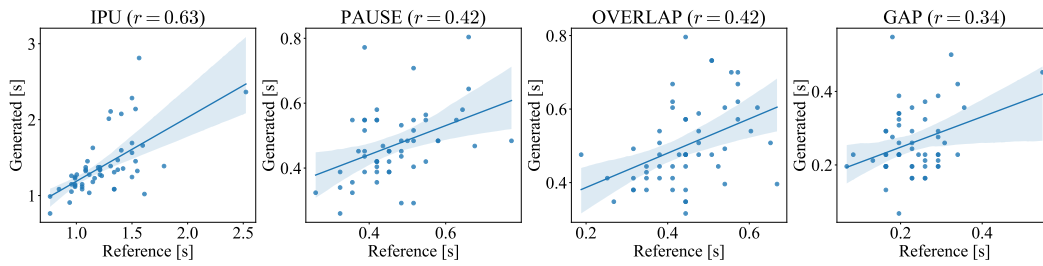 IPU (r = 0.63)
Generated [s]
3
2
1
1.0 1.5 2.0 2.5
Reference [s]
PAUSE (r = 0.42)
Generated [s]
0.8
0.6
0.4
0.4 0.6
Reference [s]
OVERLAP (r = 0.42)
Generated [s]
0.8
0.6
0.4
0.2 0.4 0.6
Reference [s]
GAP (r = 0.34)
Generated [s]
0.4
0.2
0.2 0.4
Reference [s]